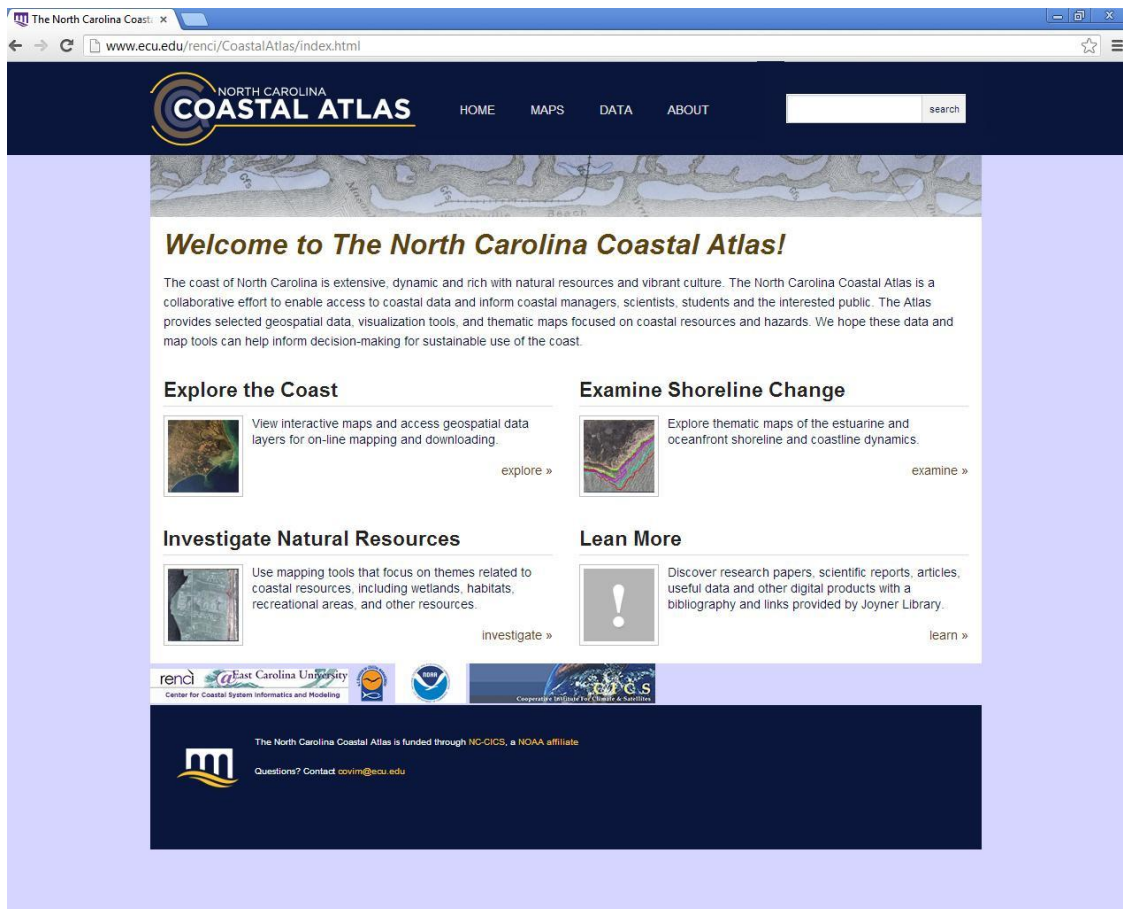 The North Carolina Coast
www.ecu.edu/renci/CoastalAtlas/index.html
NORTH CAROLINA
COASTAL ATLAS
HOME MAPS DATA ABOUT
search
Beach
Welcome to The North Carolina Coastal Atlas!
The coast of North Carolina is extensive, dynamic and rich with natural resources and vibrant culture. The North Carolina Coastal Atlas is a
collaborative effort to enable access to coastal data and inform coastal managers, scientists, students and the interested public. The Atlas
provides selected geospatial data, visualization tools, and thematic maps focused on coastal resources and hazards. We hope these data and
map tools can help inform decision-making for sustainable use of the coast.
Explore the Coast
View interactive maps and access geospatial data
layers for on-line mapping and downloading.
explore »
Examine Shoreline Change
Explore thematic maps of the estuarine and
oceanfront shoreline and coastline dynamics.
examine »
Investigate Natural Resources
Use mapping tools that focus on themes related to
coastal resources, including wetlands, habitats,
recreational areas, and other resources.
investigate »
Lean More
Discover research papers, scientific reports, articles,
useful data and other digital products with a
bibliography and links provided by Joyner Library.
learn »
renci @East Carolina University
Center for Coastal System Informatics and Modeling
NOAA
CICS
Cooperative Institute For Climate & Satellites
The North Carolina Coastal Atlas is funded through NC-CICS, a NOAA affiliate
Questions? Contact covim@ecu.edu